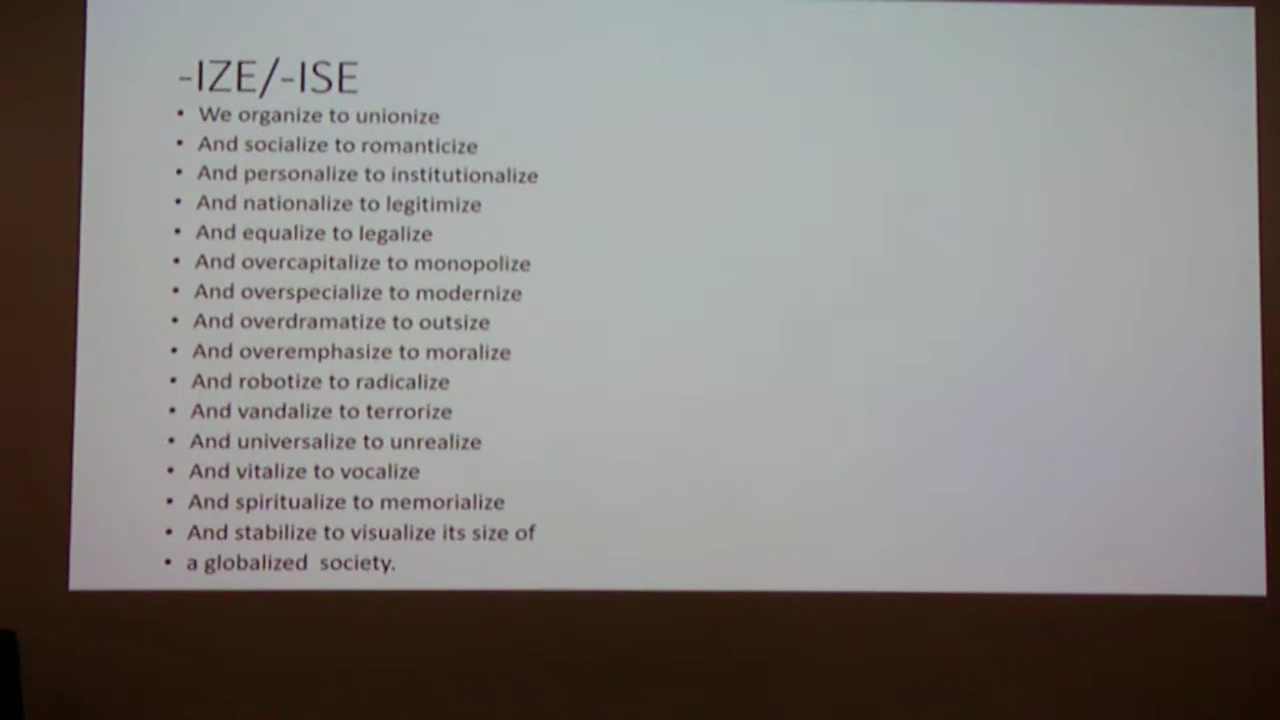 -IZE/-ISE
• We organize to unionize
• And socialize to romanticize
• And personalize to institutionalize
• And nationalize to legitimize
• And equalize to legalize
• And overcapitalize to monopolize
• And overspecialize to modernize
• And overdramatize to outsize
• And overemphasize to moralize
• And robotize to radicalize
• And vandalize to terrorize
• And universalize to unrealize
• And vitalize to vocalize
• And spiritualize to memorialize
• And stabilize to visualize its size of
• a globalized  society.